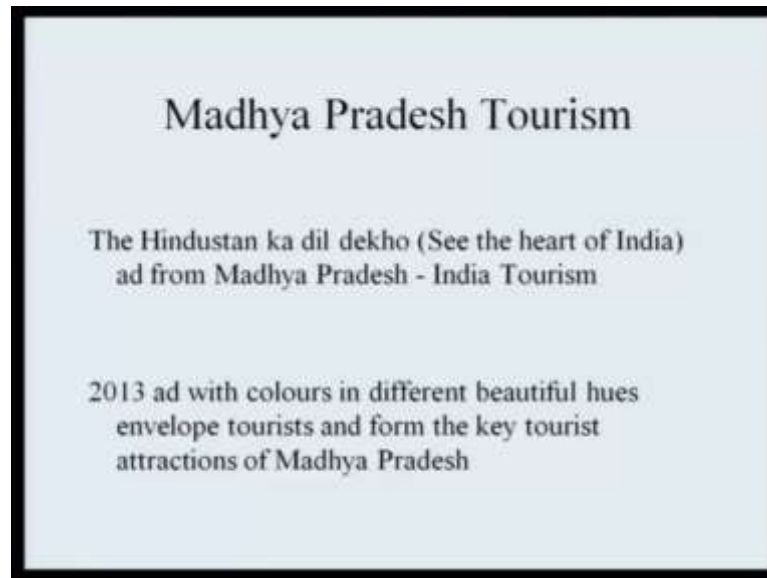 Madhya Pradesh Tourism
The Hindustan ka dil dekho (See the heart of India)
ad from Madhya Pradesh - India Tourism
2013 ad with colours in different beautiful hues
envelope tourists and form the key tourist
attractions of Madhya Pradesh